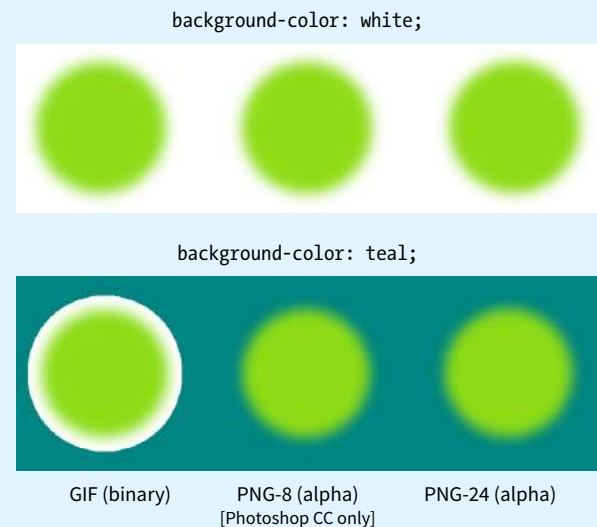 background-color: white;
background-color: teal;
GIF (binary) PNG-8 (alpha) PNG-24 (alpha)
[Photoshop CC only]